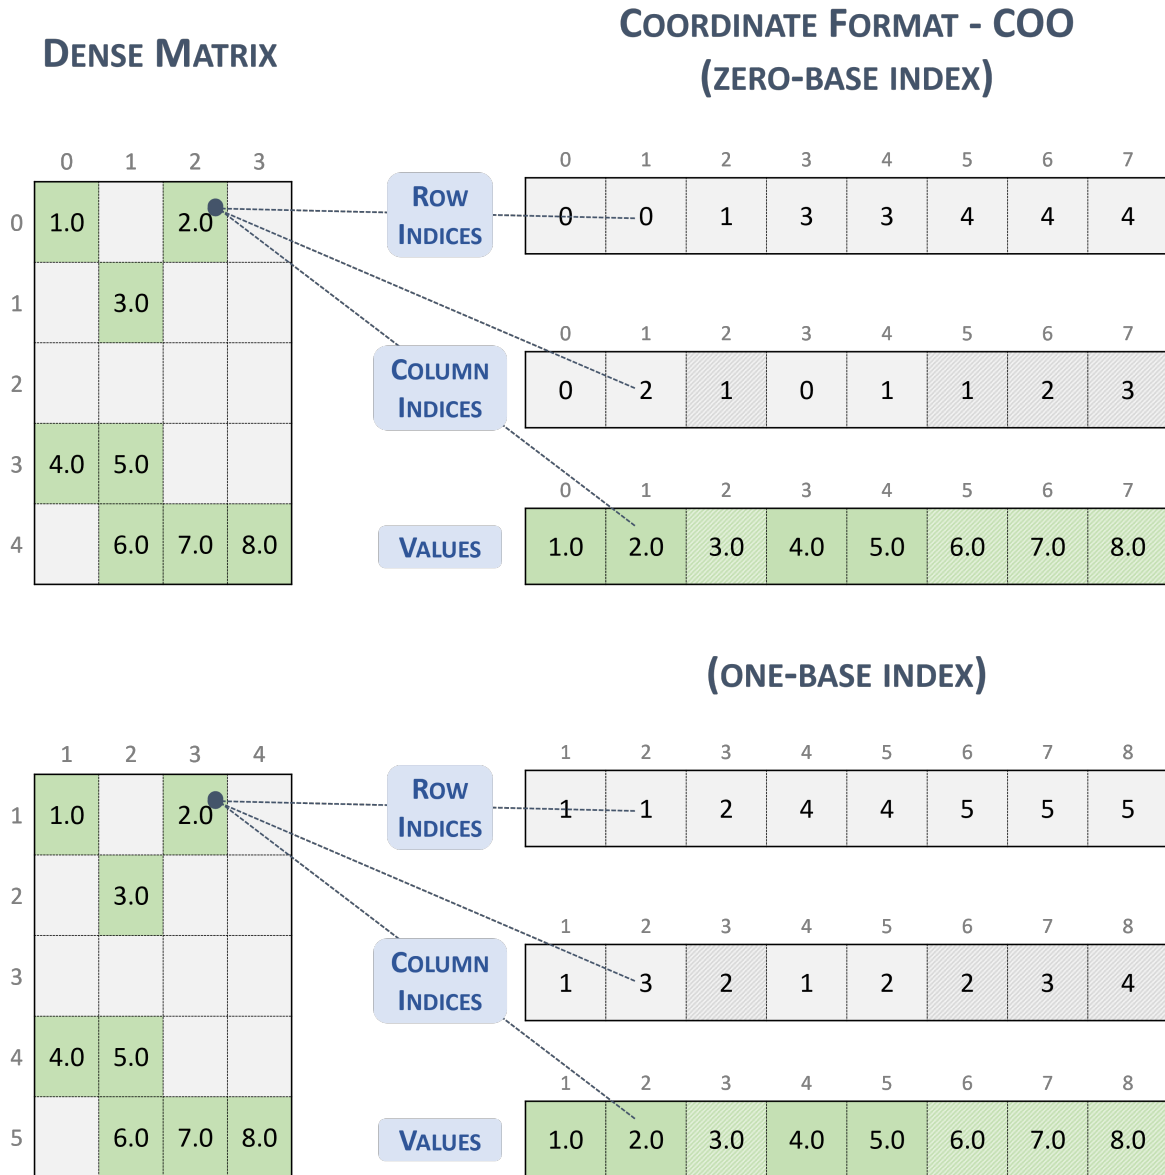 DENSE MATRIX
COORDINATE FORMAT - COO
(ZERO-BASE INDEX)
0 1 2 3
0 1.0 2.0
1 3.0
2
3 4.0 5.0
4 6.0 7.0 8.0
0 1 2 3 4 5 6 7
ROW
INDICES
0 0 1 3 3 4 4 4
0 1 2 3 4 5 6 7
COLUMN
INDICES
0 2 1 0 1 1 2 3
0 1 2 3 4 5 6 7
VALUES
1.0 2.0 3.0 4.0 5.0 6.0 7.0 8.0
(ONE-BASE INDEX)
1 2 3 4
1 1.0 2.0
2 3.0
3
4 4.0 5.0
5 6.0 7.0 8.0
1 2 3 4 5 6 7 8
ROW
INDICES
1 1 2 4 4 5 5 5
1 2 3 4 5 6 7 8
COLUMN
INDICES
1 3 2 1 2 2 3 4
1 2 3 4 5 6 7 8
VALUES
1.0 2.0 3.0 4.0 5.0 6.0 7.0 8.0